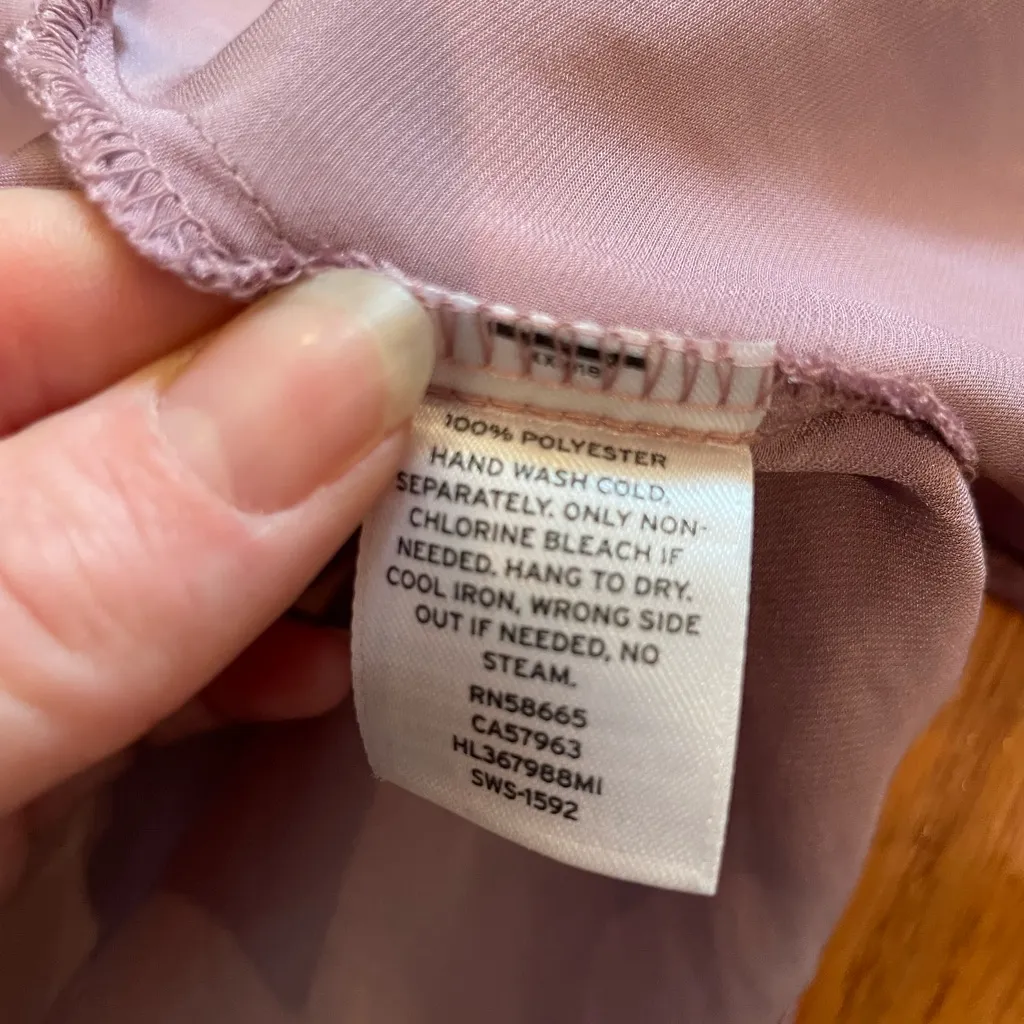 100% POLYESTER
HAND WASH COLD,
SEPARATELY. ONLY NON-
CHLORINE BLEACH IF
NEEDED. HANG TO DRY.
COOL IRON, WRONG SIDE
OUT IF NEEDED, NO
STEAM.
RN58665
CA57963
HL367988MI
SWS-1592